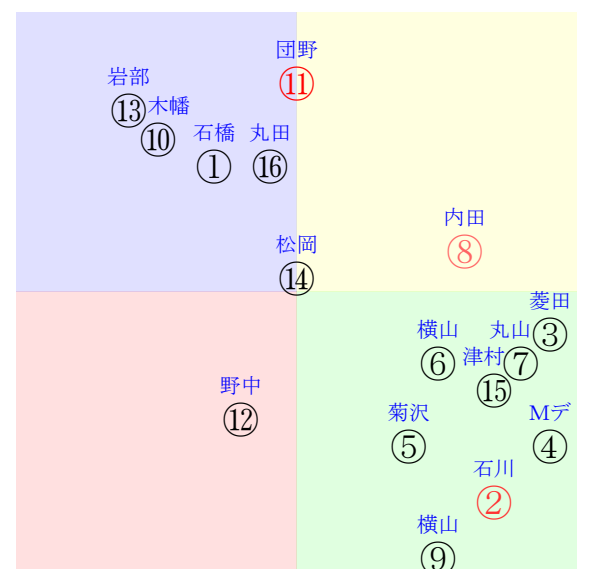 団野
⑪
岩部
⑬
木幡
⑩
石橋
①
丸田
⑯
内田
⑧
松岡
⑭
菱田
③
横山
⑥
丸山
⑦
津村
⑮
野中
⑫
菊沢
⑤
Mデ
④
石川
②
横山
⑨